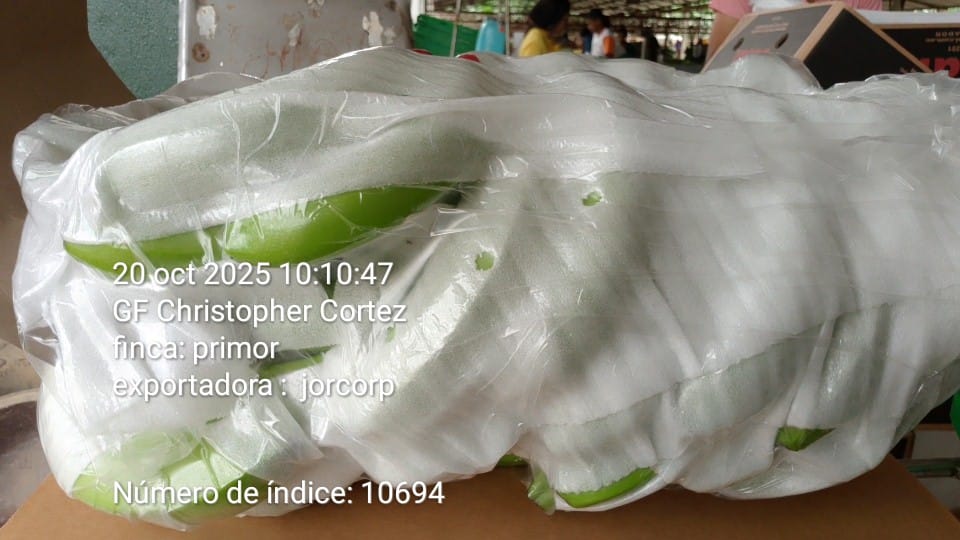 20 oct 2025 10:10:47
GF Christopher Cortez
finca: primor
exportadora : jorcorp
Número de índice: 10694